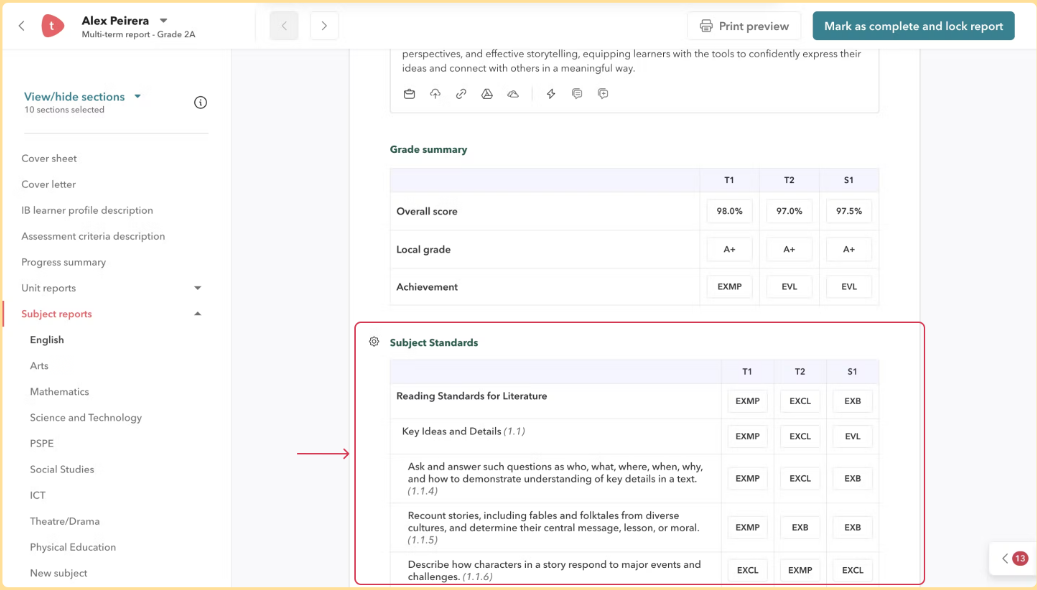 t
Alex Peirera
Multi-term report - Grade 2A
Print preview
Mark as complete and lock report
View/hide sections
10 sections selected
Cover sheet
Cover letter
IB learner profile description
Assessment criteria description
Progress summary
Unit reports
Subject reports
English
Arts
Mathematics
Science and Technology
PSPE
Social Studies
ICT
Theatre/Drama
Physical Education
New subject
perspectives, and effective storytelling, equipping learners with the tools to confidently express their
ideas and connect with others in a meaningful way.
Grade summary
T1 T2 S1
Overall score 98.0% 97.0% 97.5%
Local grade A+ A+ A+
Achievement EXMP EVL EVL
Subject Standards
T1 T2 S1
Reading Standards for Literature EXMP EXCL EXB
Key Ideas and Details (1.1) EXMP EXCL EVL
Ask and answer such questions as who, what, where, when, why,
and how to demonstrate understanding of key details in a text. EXMP EXCL EXB
(1.1.4)
Recount stories, including fables and folktales from diverse
cultures, and determine their central message, lesson, or moral. EXMP EXB EXB
(1.1.5)
Describe how characters in a story respond to major events and
challenges. (1.1.6) EXCL EXMP EXCL
13